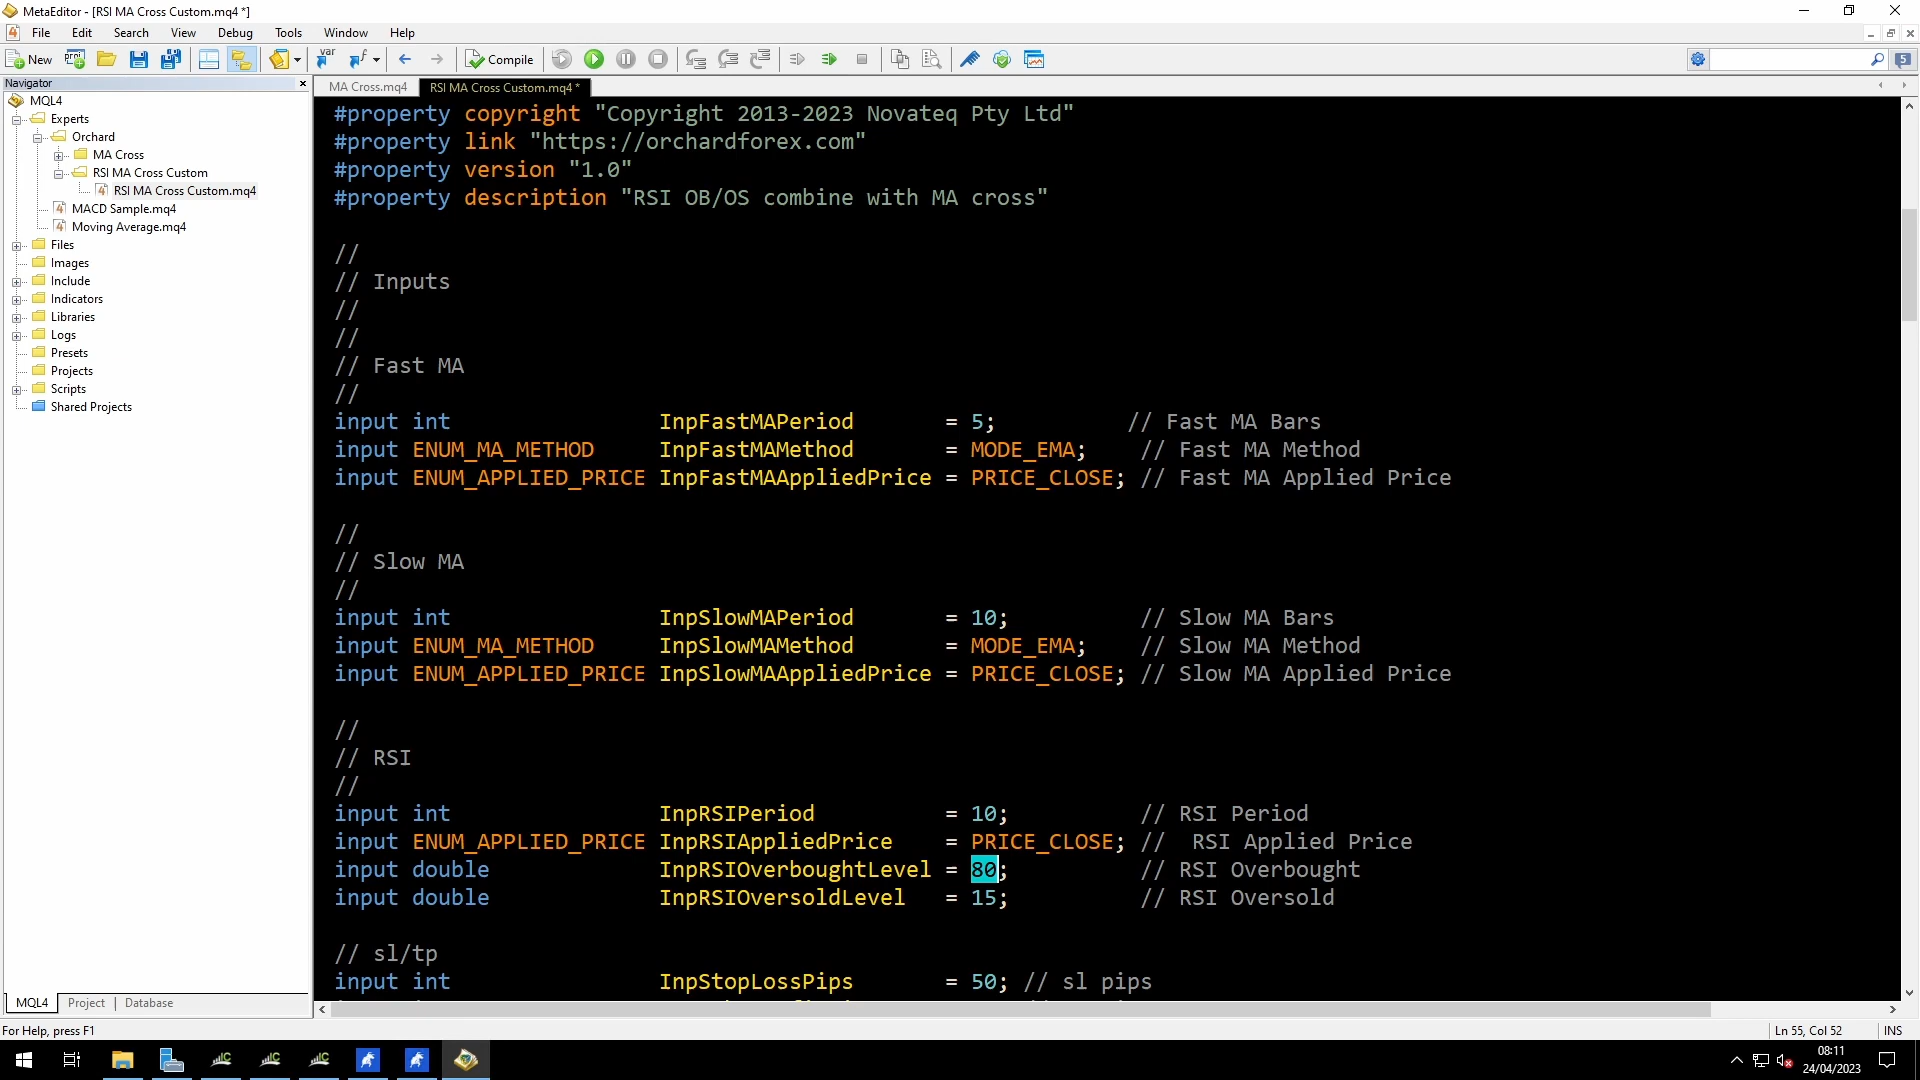 MetaEditor - [RSI MA Cross Custom.mq4 *]
File Edit Search View Debug Tools Window Help
New Compile
Navigator
MQL4
Experts
Orchard
MA Cross
RSI MA Cross Custom
RSI MA Cross Custom.mq4
MACD Sample.mq4
Moving Average.mq4
Files
Images
Include
Indicators
Libraries
Logs
Presets
Projects
Scripts
Shared Projects
MQL4 Project Database
MA Cross.mq4 RSI MA Cross Custom.mq4 *
#property copyright "Copyright 2013-2023 Novateq Pty Ltd"
#property link "https://orchardforex.com"
#property version "1.0"
#property description "RSI OB/OS combine with MA cross"
//
// Inputs
//
//
// Fast MA
//
input int InpFastMAPeriod = 5; // Fast MA Bars
input ENUM_MA_METHOD InpFastMAMethod = MODE_EMA; // Fast MA Method
input ENUM_APPLIED_PRICE InpFastMAAppliedPrice = PRICE_CLOSE; // Fast MA Applied Price
//
// Slow MA
//
input int InpSlowMAPeriod = 10; // Slow MA Bars
input ENUM_MA_METHOD InpSlowMAMethod = MODE_EMA; // Slow MA Method
input ENUM_APPLIED_PRICE InpSlowMAAppliedPrice = PRICE_CLOSE; // Slow MA Applied Price
//
// RSI
//
input int InpRSIPeriod = 10; // RSI Period
input ENUM_APPLIED_PRICE InpRSIAppliedPrice = PRICE_CLOSE; // RSI Applied Price
input double InpRSIOverboughtLevel = 80; // RSI Overbought
input double InpRSIOversoldLevel = 15; // RSI Oversold
// sl/tp
input int InpStopLossPips = 50; // sl pips
For Help, press F1
Ln 55, Col 52 INS
08:11
24/04/2023